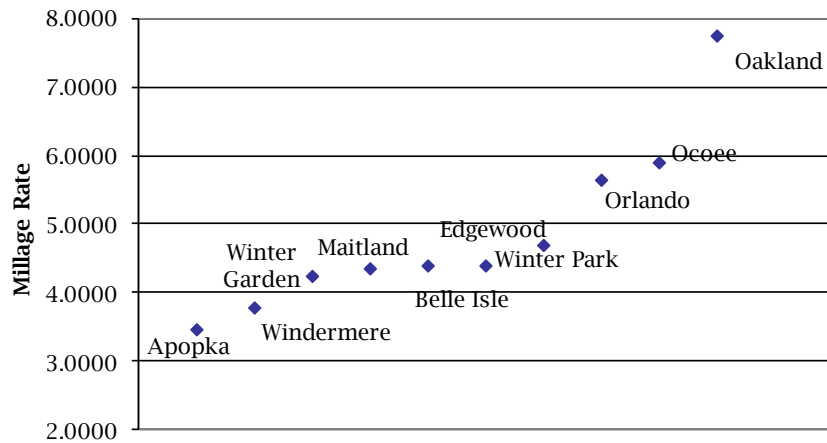 8.0000
Oakland
7.0000
6.0000
Ocoee
Orlando
Millage Rate
5.0000
Edgewood
Winter
Garden
Maitland
Winter Park
4.0000
Belle Isle
Windermere
Apopka
3.0000
2.0000